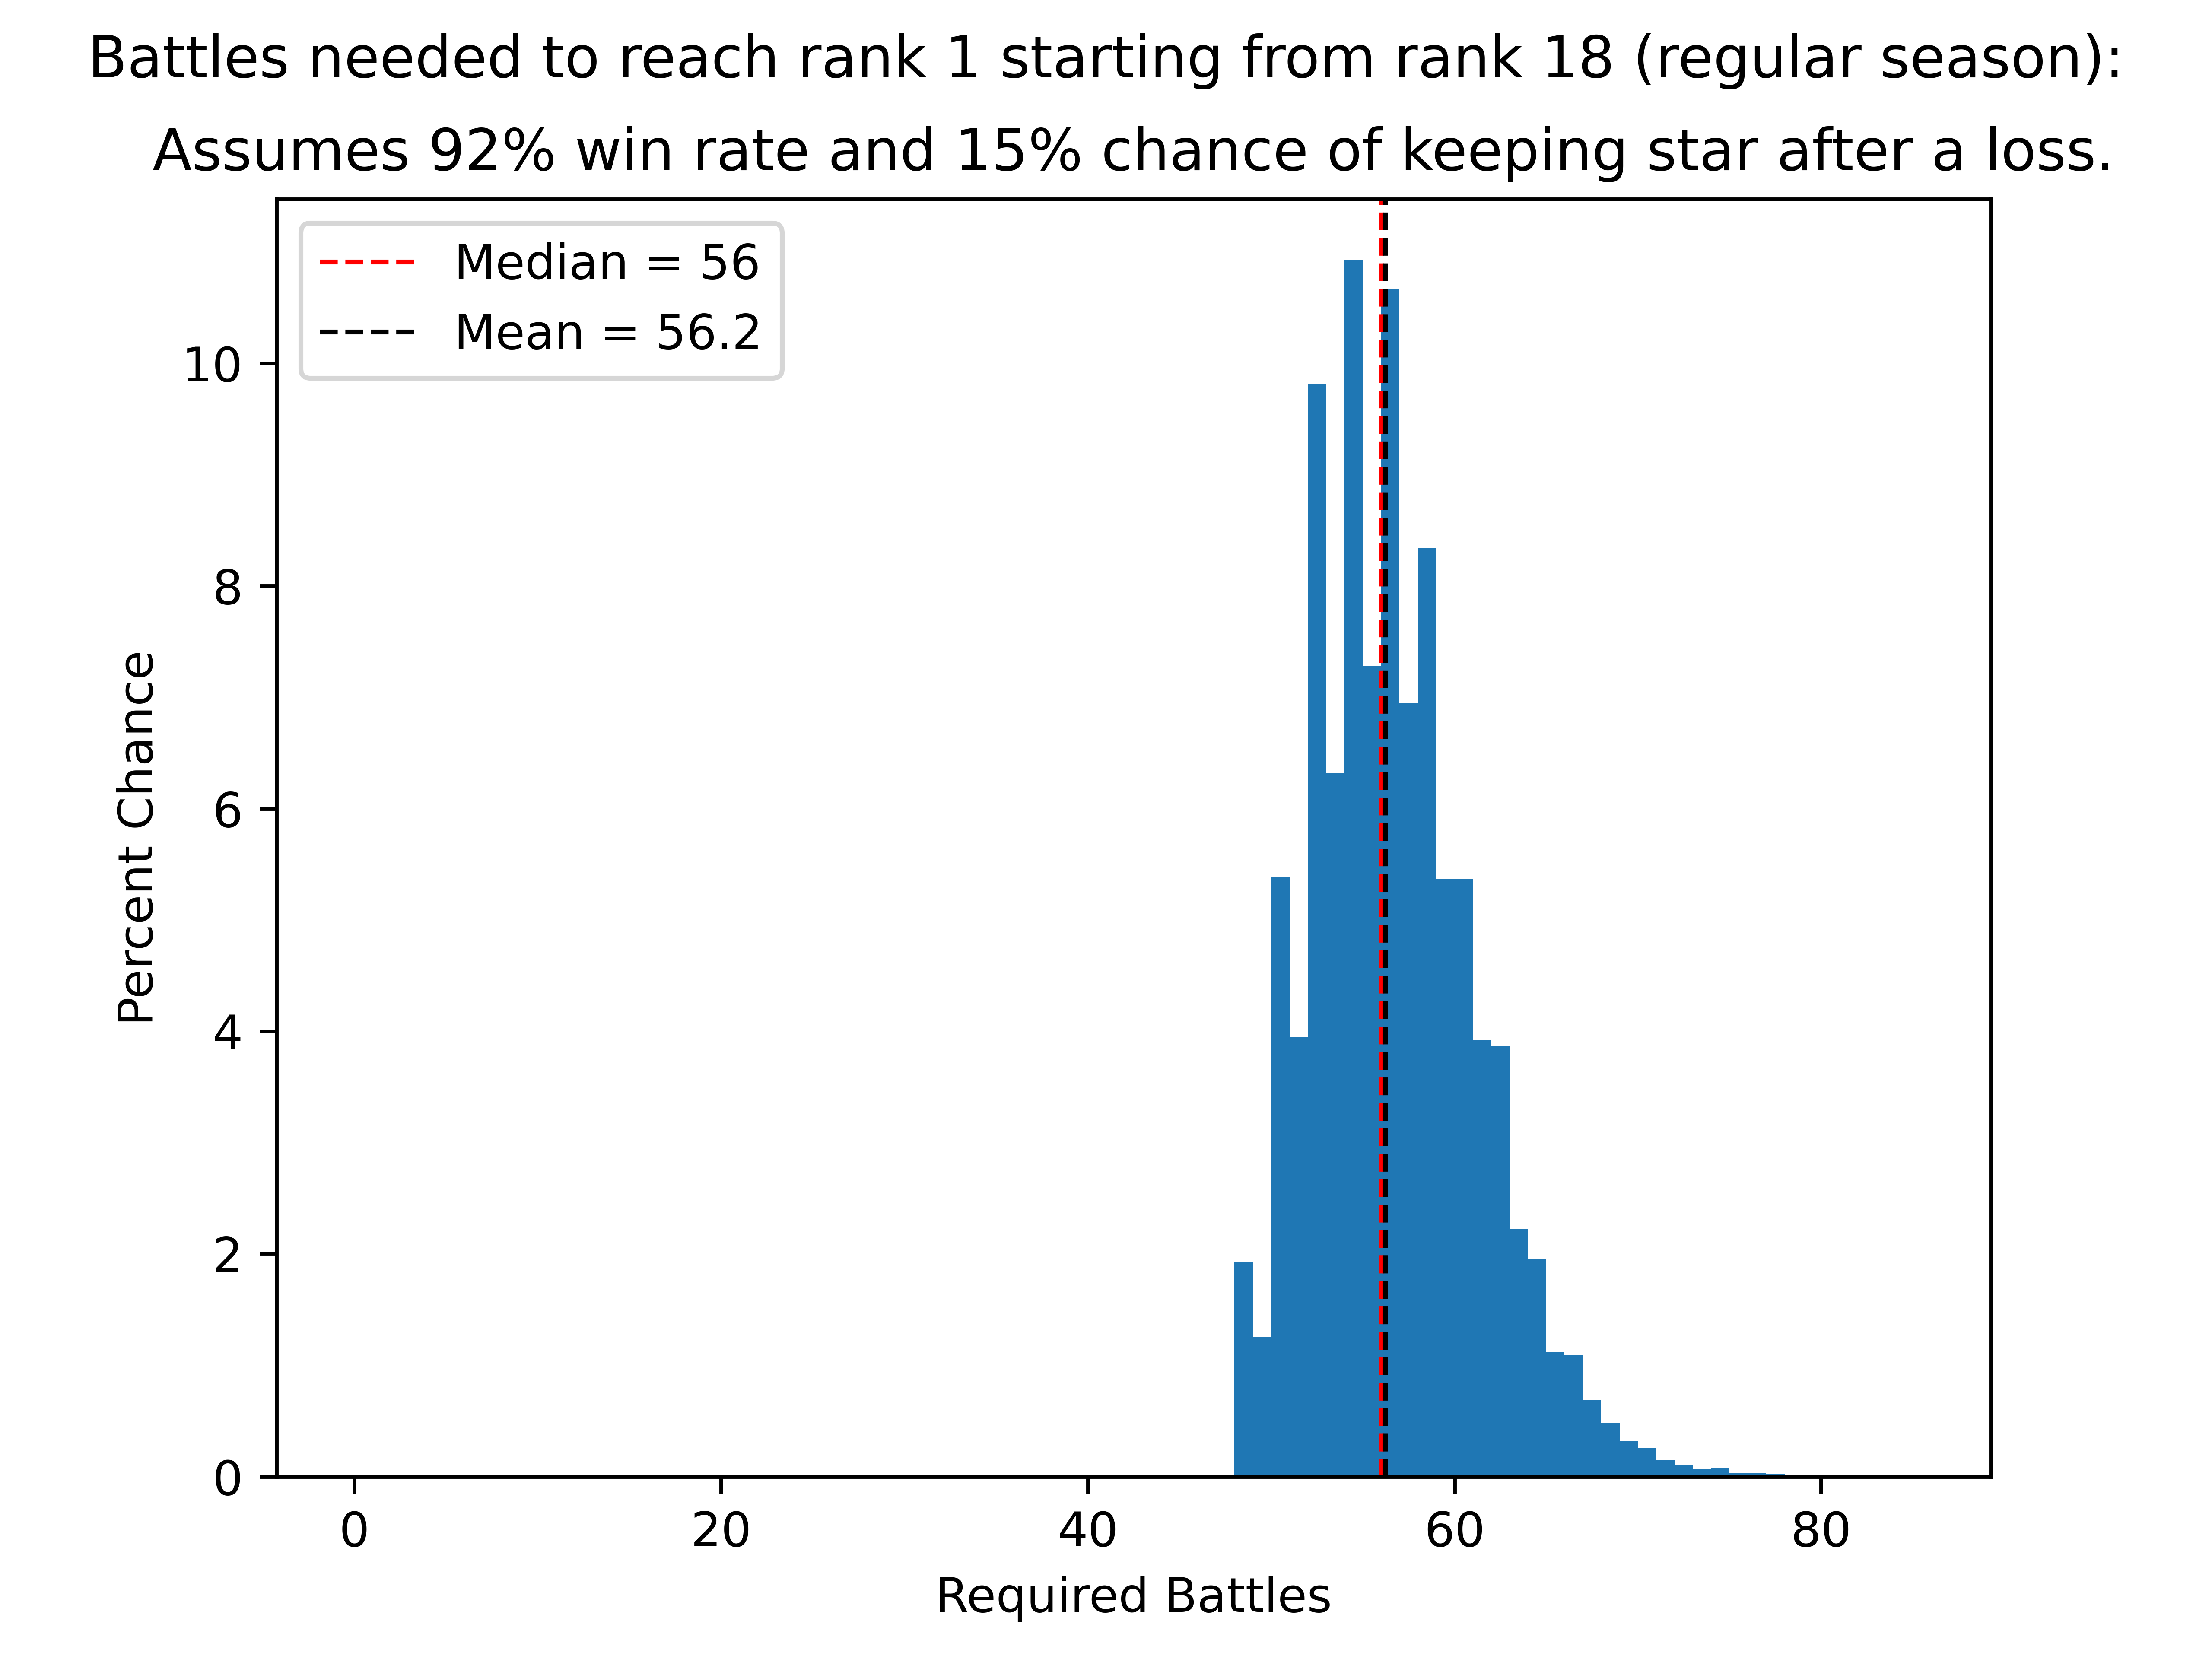 Battles needed to reach rank 1 starting from rank 18 (regular season):
Assumes 92% win rate and 15% chance of keeping star after a loss.
Median = 56
Mean = 56.2
10
8
6
4
2
0
Percent Chance
0 20 40 60 80
Required Battles